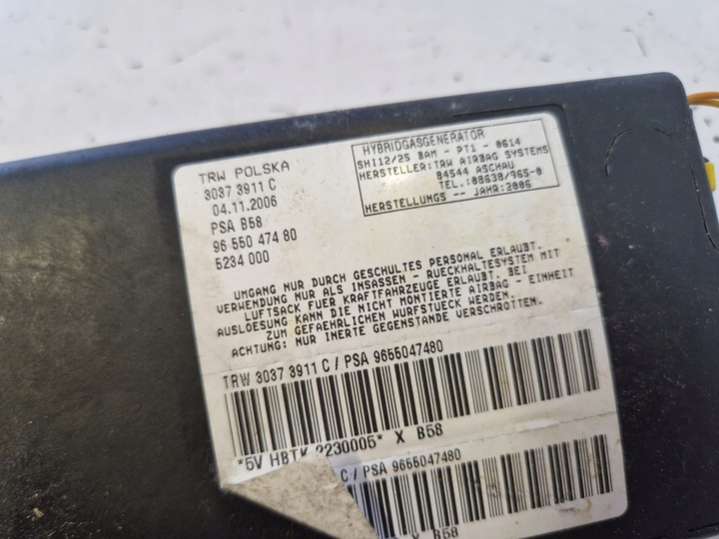 TRW POLSKA
3037 3911 C
04.11.2006
PSA B58
96 550 474 80
5234 000
HYBRIDGASGENERATOR
SHI12/25 BAM - PT1 - 0614
HERSTELLER:TRW AIRBAG SYSTEMS
84544 ASCHAU
TEL.:08638/965-0
HERSTELLUNGS -- JAHR:2006
UMGANG NUR DURCH GESCHULTES PERSONAL ERLAUBT.
VERWENDUNG NUR ALS INSASSEN - RUECKHALTESYSTEM MIT
LUFTSACK FUER KRAFTFAHRZEUGE ERLAUBT. BEI
AUSLOESUNG KANN DIE NICHT MONTIERTE AIRBAG - EINHEIT
ZUM GEFAEHRLICHEN WURFSTUECK WERDEN.
ACHTUNG: NUR INERTE GEGENSTANDE VERSCHROTTEN.
TRW 3037 3911 C / PSA 9655047480
*5V HBTK 2230005* X B58
C / PSA 9655047480
X B58